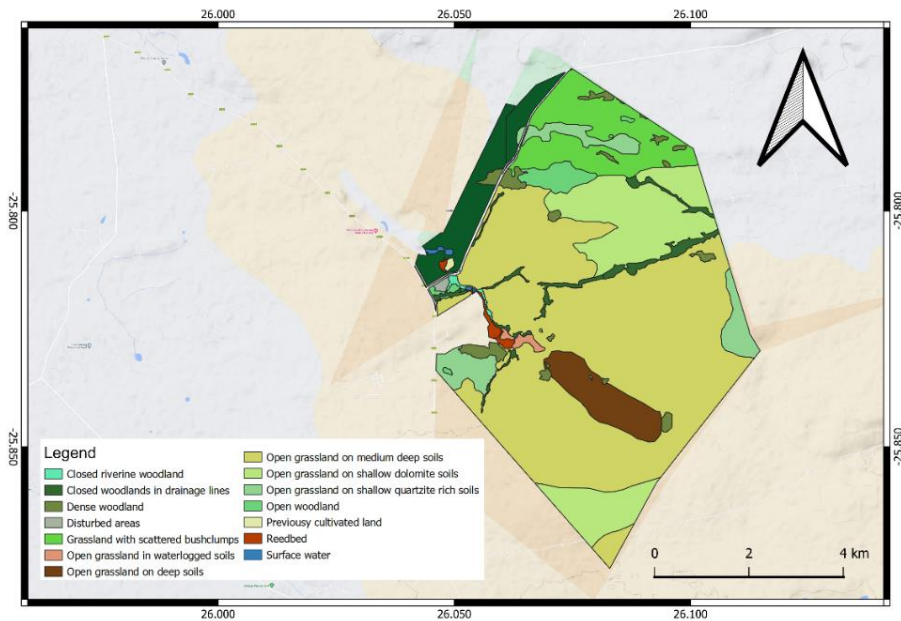 26.000
26.050
26.100
-25.800
-25.800
-25.850
-25.850
Legend
Closed riverine woodland
Closed woodlands in drainage lines
Dense woodland
Disturbed areas
Grassland with scattered bushclumps
Open grassland in waterlogged soils
Open grassland on deep soils
Open grassland on medium deep soils
Open grassland on shallow dolomite soils
Open grassland on shallow quartzite rich soils
Open woodland
Previousy cultivated land
Reedbed
Surface water
0 2 4 km
26.000
26.050
26.100